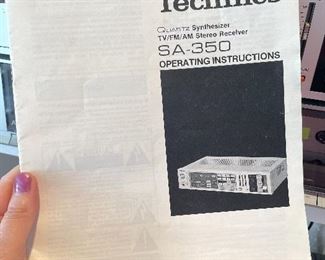 Technics
Quartz Synthesizer
TV/FM/AM Stereo Receiver
SA-350
OPERATING INSTRUCTIONS